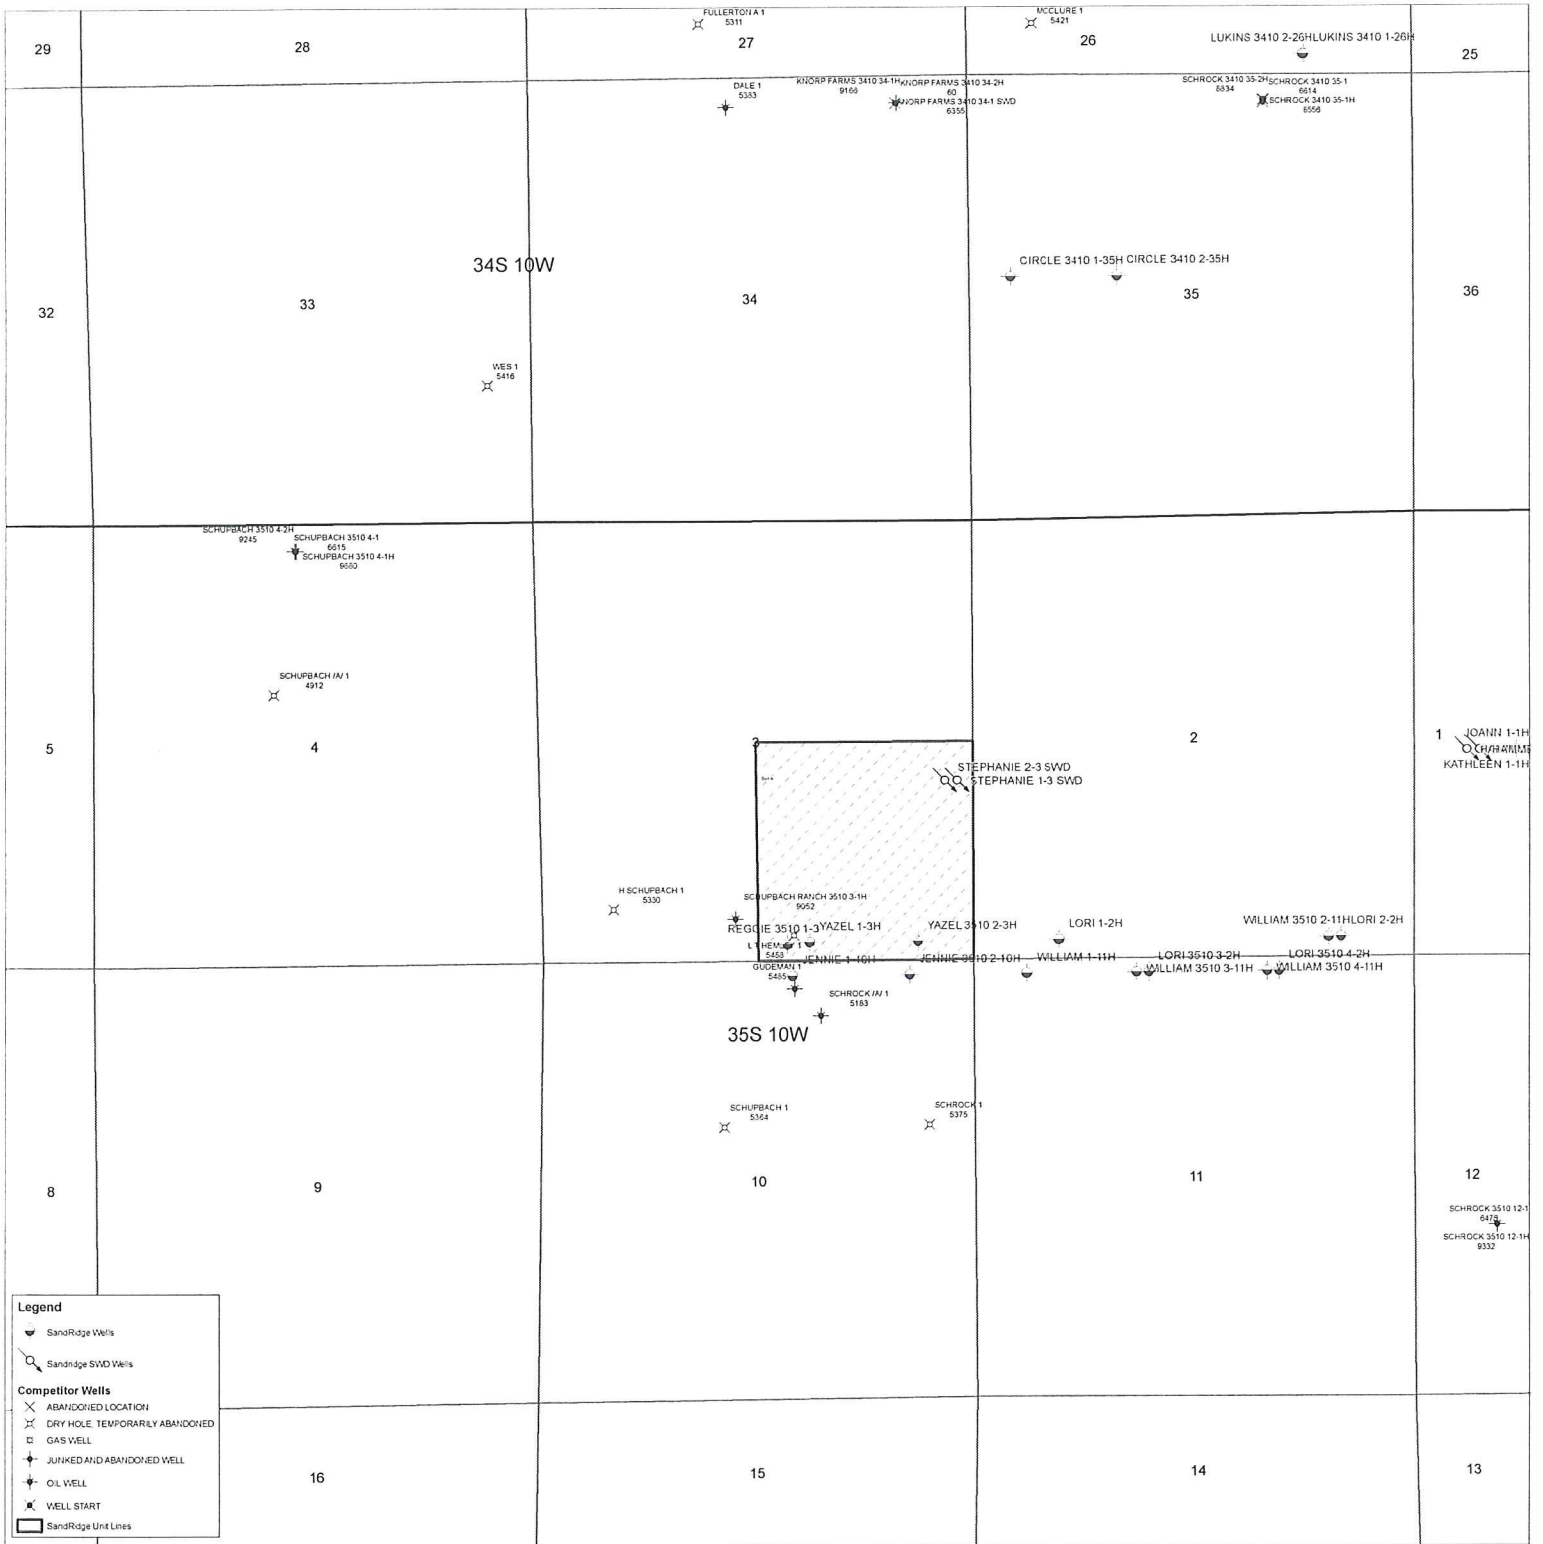 FULLERTON A 1
5311
MCCLURE 1
5421
29
28
27
26
LUKINS 3410 2-26H
LUKINS 3410 1-26H
25
DALE 1
5383
KNORP FARMS 3410 34-1H
9166
KNORP FARMS 3410 34-2H
60
KNORP FARMS 3410 34-1 SWD
6355
SCHROCK 3410 35-2H
8834
SCHROCK 3410 35-1
6614
SCHROCK 3410 35-1H
8556
34S 10W
CIRCLE 3410 1-35H
CIRCLE 3410 2-35H
32
33
34
35
36
WES 1
5416
SCHUPBACH 3510 4-2H
9245
SCHUPBACH 3510 4-1
6615
SCHUPBACH 3510 4-1H
9660
SCHUPBACH /A/ 1
4912
5
4
3
2
1
JOANN 1-1H
KATHLEEN 1-1H
STEPHANIE 2-3 SWD
STEPHANIE 1-3 SWD
H SCHUPBACH 1
5330
SCHUPBACH RANCH 3510 3-1H
9052
REGGIE 3510 1-3
YAZEL 1-3H
YAZEL 3510 2-3H
LORI 1-2H
WILLIAM 3510 2-11H
LORI 2-2H
5458
JENNIE 1-10H
JENNIE 3510 2-10H
WILLIAM 1-11H
LORI 3510 3-2H
WILLIAM 3510 3-11H
LORI 3510 4-2H
WILLIAM 3510 4-11H
GUDEMAN 1
5485
SCHROCK /A/ 1
5183
35S 10W
SCHUPBACH 1
5364
SCHROCK 1
5375
8
9
10
11
12
SCHROCK 3510 12-1
6475
SCHROCK 3510 12-1H
9332
Legend
SandRidge Wells
Sandridge SWD Wells
Competitor Wells
ABANDONED LOCATION
DRY HOLE, TEMPORARILY ABANDONED
GAS WELL
JUNKED AND ABANDONED WELL
OIL WELL
WELL START
SandRidge Unit Lines
16
15
14
13